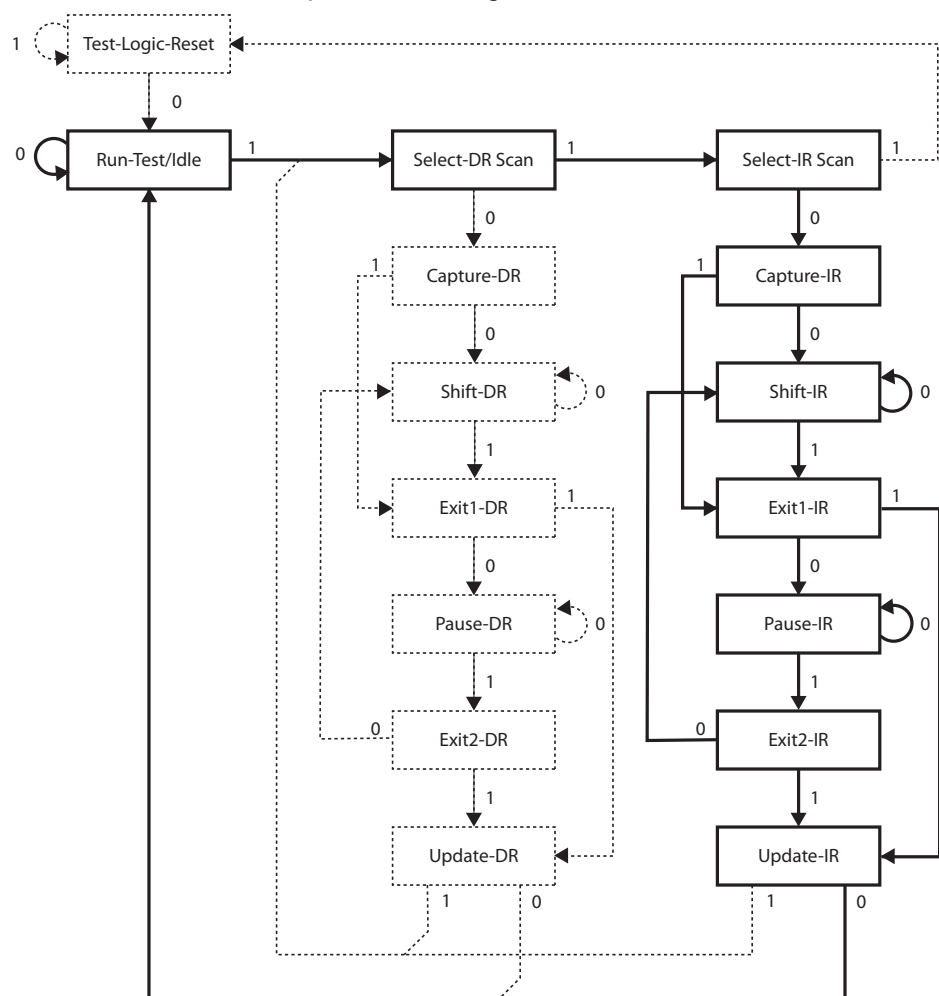 1
Test-Logic-Reset
0
0
Run-Test/Idle
1
Select-DR Scan
1
Select-IR Scan
1
0
0
1
Capture-DR
1
Capture-IR
0
0
Shift-DR
0
Shift-IR
0
1
1
Exit1-DR
1
Exit1-IR
1
0
0
Pause-DR
0
Pause-IR
0
1
1
0
Exit2-DR
0
Exit2-IR
1
1
Update-DR
Update-IR
1
0
1
0